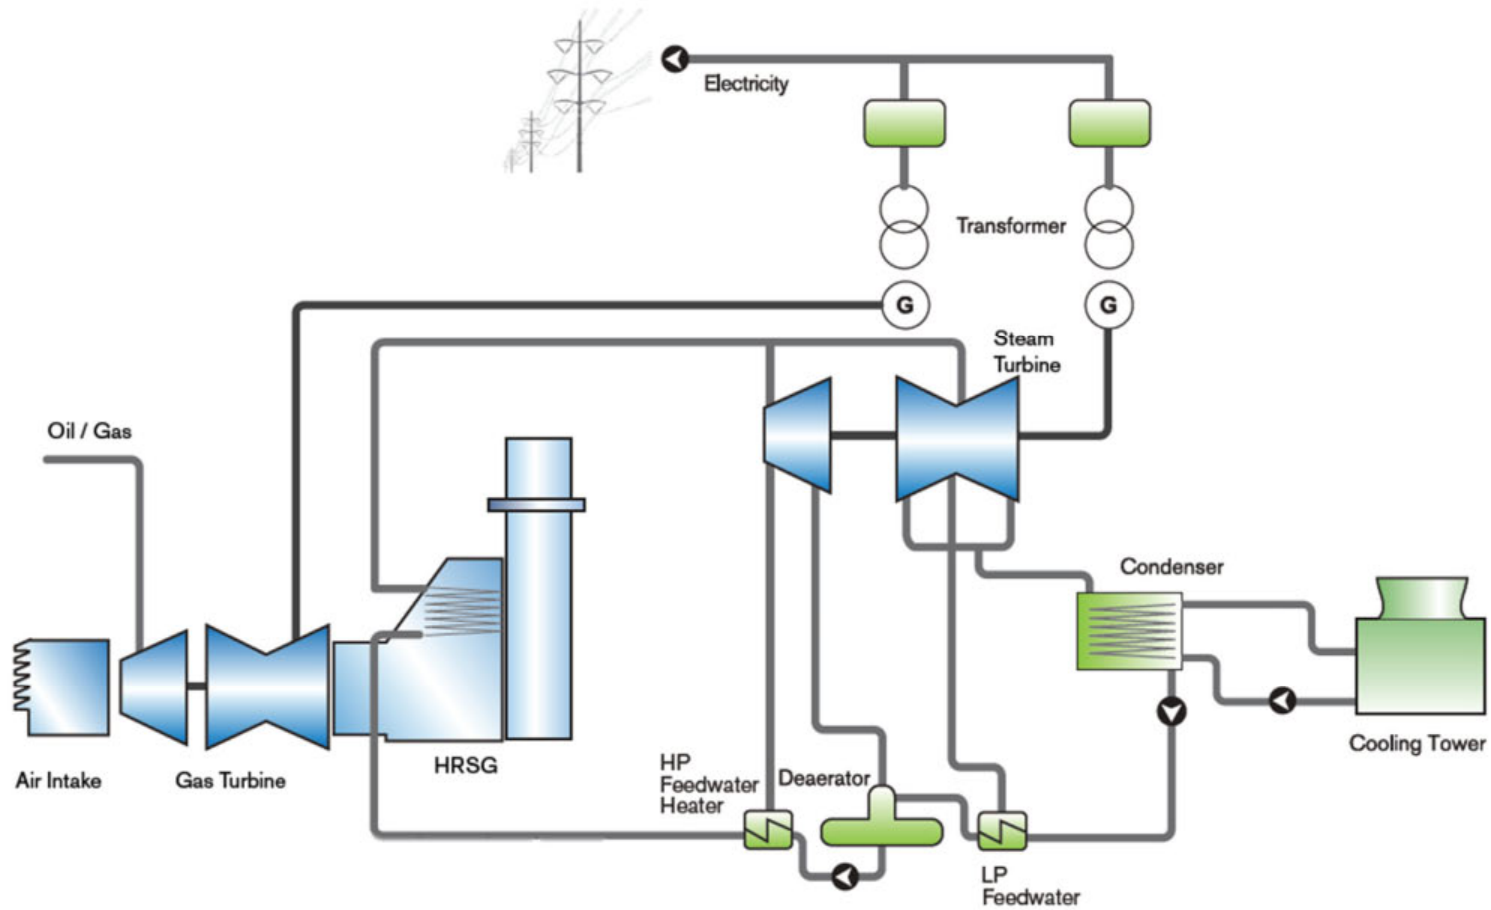 Electricity
Transformer
G
G
Steam
Turbine
Oil / Gas
Condenser
Air Intake
Gas Turbine
HRSG
HP
Feedwater
Heater
Deaerator
Cooling Tower
LP
Feedwater